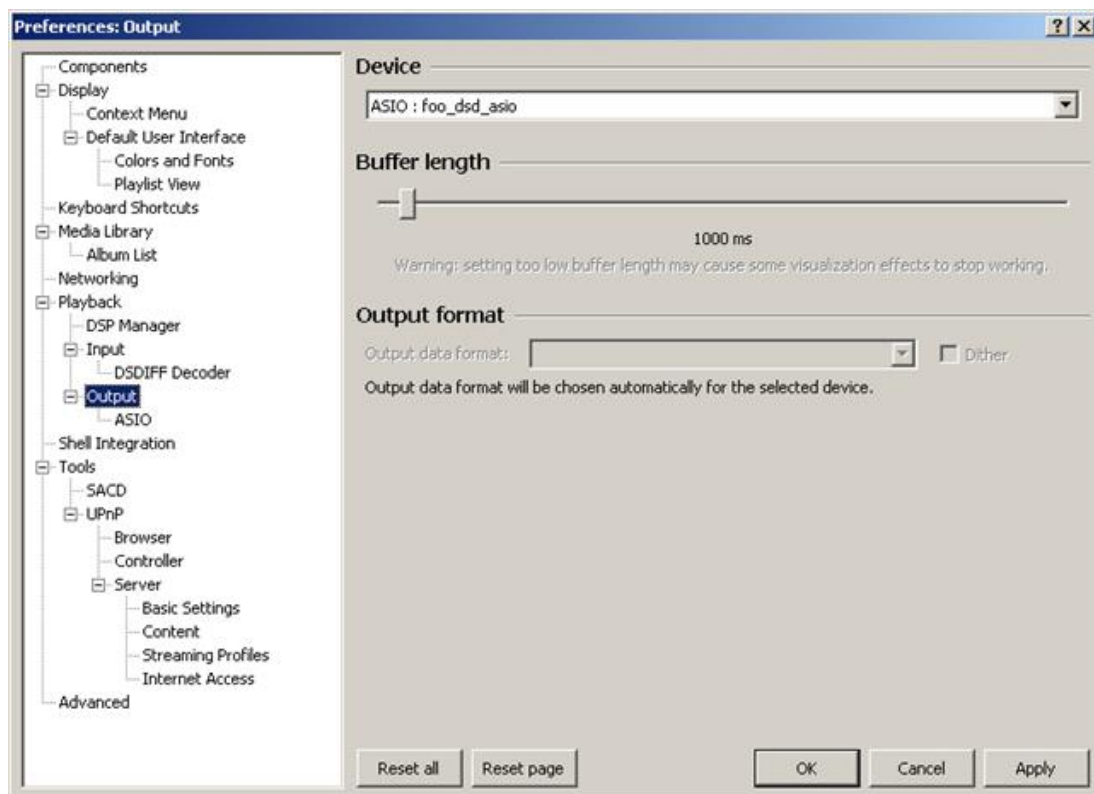 Preferences: Output
Components
Display
Context Menu
Default User Interface
Colors and Fonts
Playlist View
Keyboard Shortcuts
Media Library
Album List
Networking
Playback
DSP Manager
Input
DSDIFF Decoder
Output
ASIO
Shell Integration
Tools
SACD
UPnP
Browser
Controller
Server
Basic Settings
Content
Streaming Profiles
Internet Access
Advanced
Device
ASIO : foo_dsd_asio
Buffer length
1000 ms
Warning: setting too low buffer length may cause some visualization effects to stop working.
Output format
Output data format:
Dither
Output data format will be chosen automatically for the selected device.
Reset all
Reset page
OK
Cancel
Apply